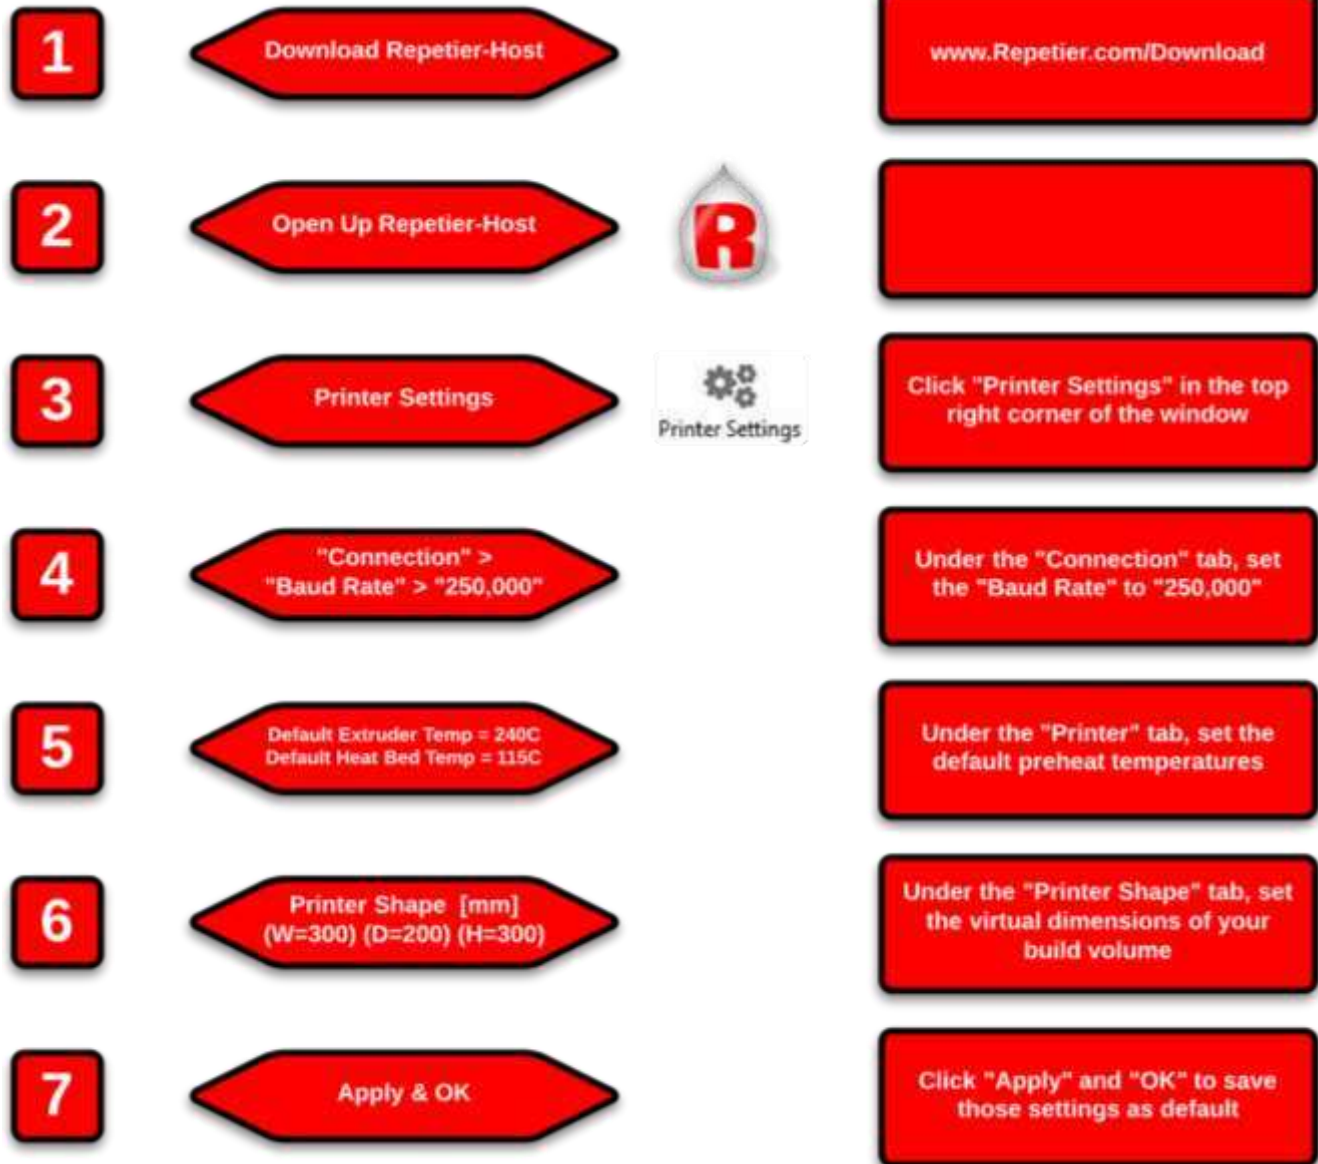 1
Download Repetier-Host
www.Repetier.com/Download
2
Open Up Repetier-Host
R
3
Printer Settings
Printer Settings
Click "Printer Settings" in the top
right corner of the window
4
"Connection" >
"Baud Rate" > "250,000"
Under the "Connection" tab, set
the "Baud Rate" to "250,000"
5
Default Extruder Temp = 240C
Default Heat Bed Temp = 115C
Under the "Printer" tab, set the
default preheat temperatures
6
Printer Shape [mm]
(W=300) (D=200) (H=300)
Under the "Printer Shape" tab, set
the virtual dimensions of your
build volume
7
Apply & OK
Click "Apply" and "OK" to save
those settings as default